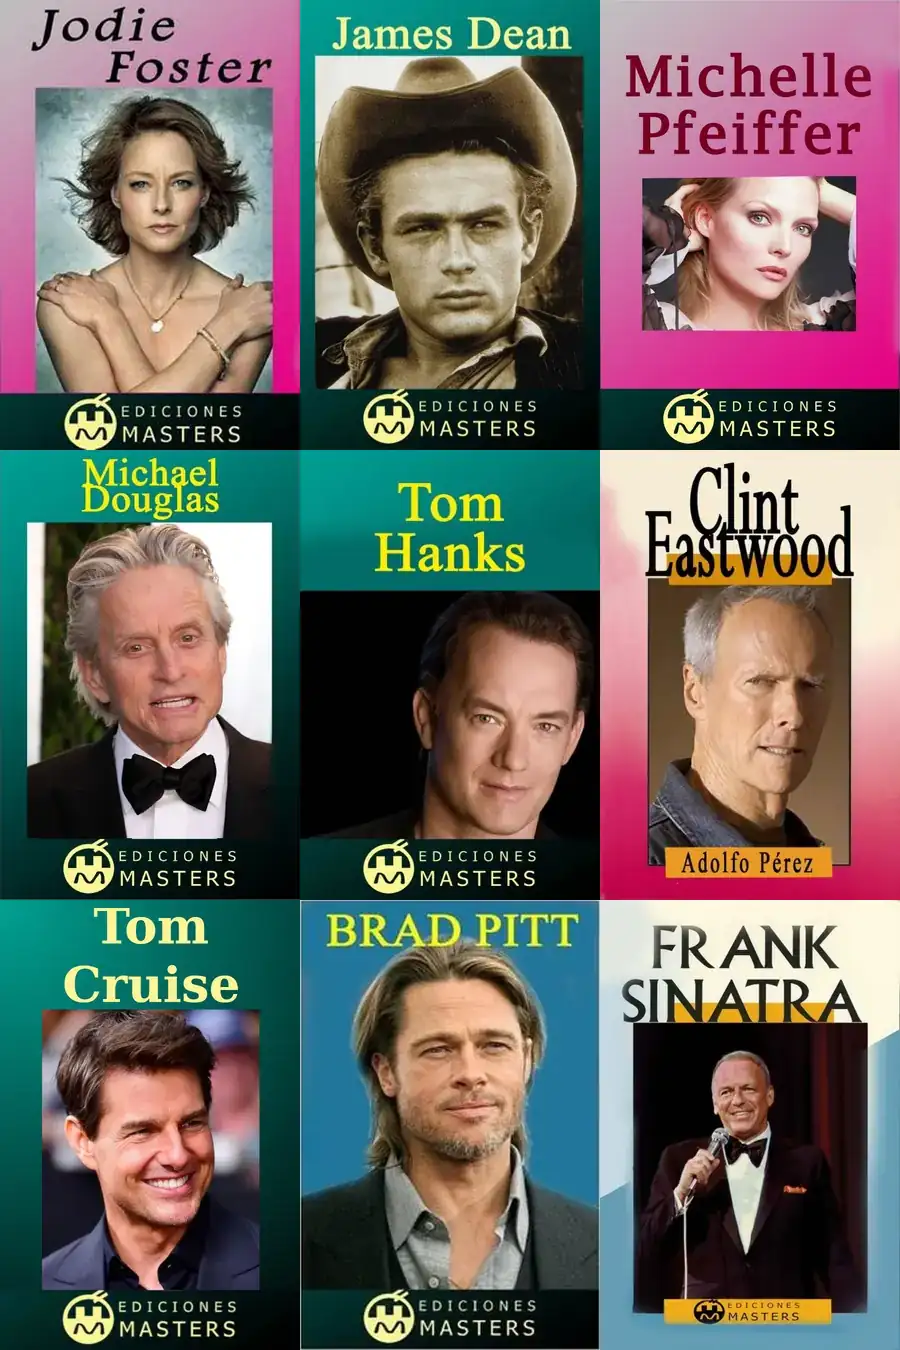 Jodie
Foster
EDICIONES
MASTERS
James Dean
EDICIONES
MASTERS
Michelle
Pfeiffer
EDICIONES
MASTERS
Michael
Douglas
EDICIONES
MASTERS
Tom
Hanks
EDICIONES
MASTERS
Clint
Eastwood
Adolfo Pérez
Tom
Cruise
EDICIONES
MASTERS
BRAD PITT
EDICIONES
MASTERS
FRANK
SINATRA
EDICIONES
MASTERS